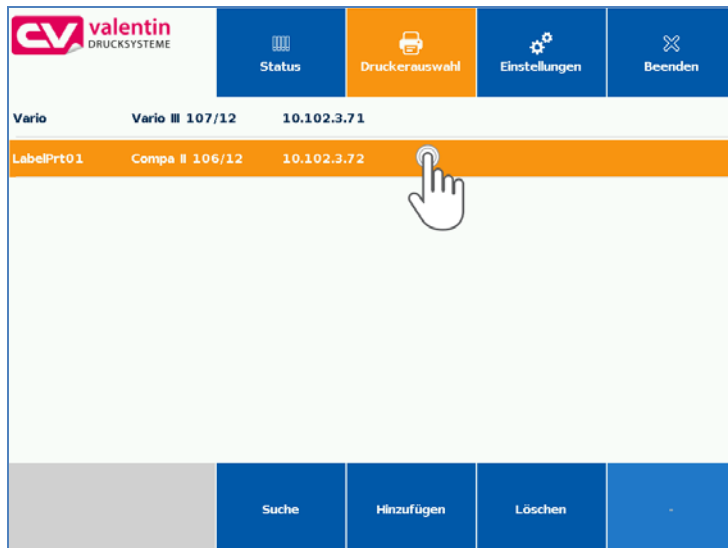 CV valentin
DRUCKSYSTEME
Status
Druckerauswahl
Einstellungen
Beenden
Vario Vario III 107/12 10.102.3.71
LabelPrt01 Compa II 106/12 10.102.3.72
Suche
Hinzufügen
Löschen
-